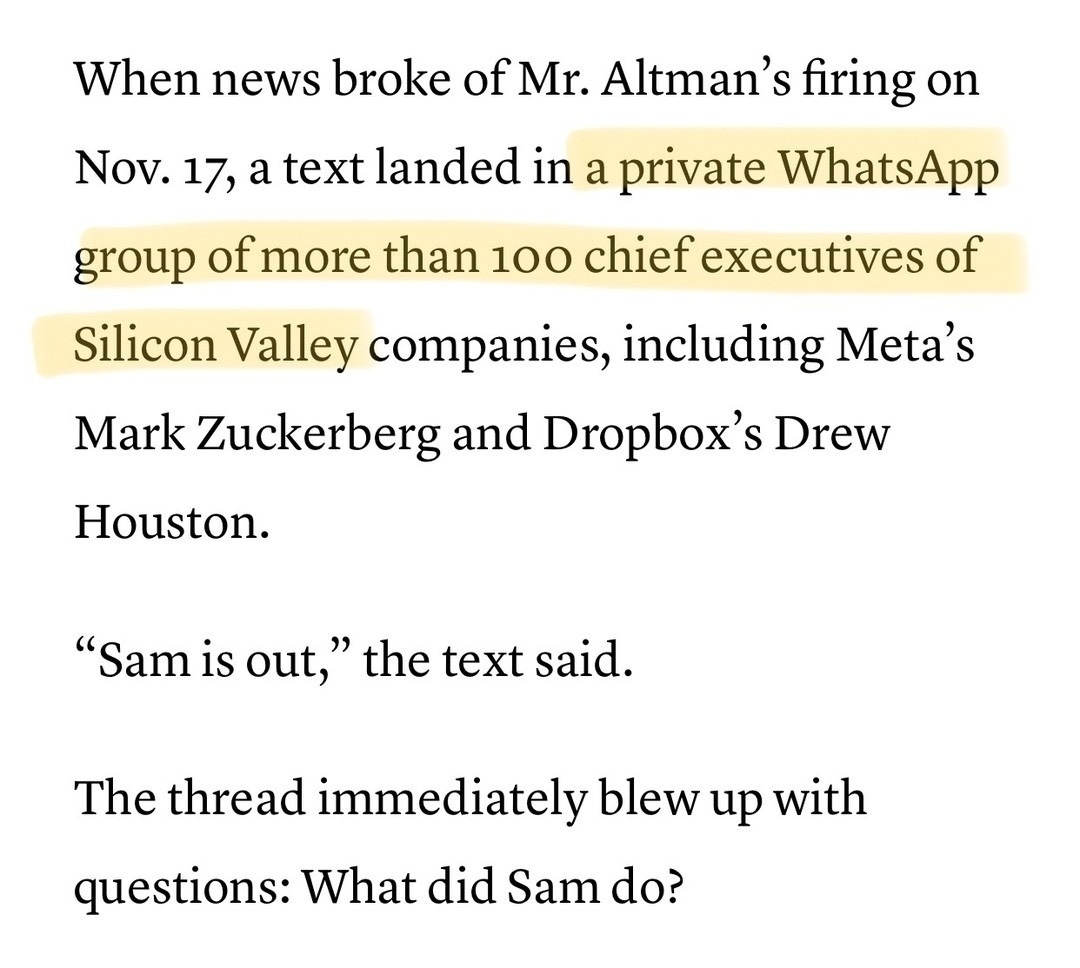 When news broke of Mr. Altman’s firing on
Nov. 17, a text landed in a private WhatsApp
group of more than 100 chief executives of
Silicon Valley companies, including Meta’s
Mark Zuckerberg and Dropbox’s Drew
Houston.
“Sam is out,” the text said.
The thread immediately blew up with
questions: What did Sam do?